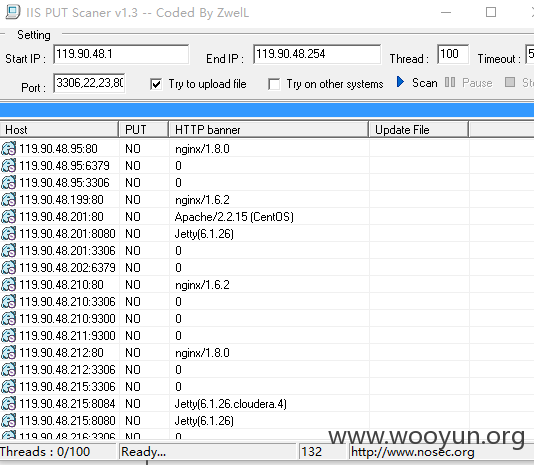 IIS PUT Scaner v1.3 -- Coded By ZwelL
Setting
Start IP : 119.90.48.1 End IP : 119.90.48.254 Thread : 100 Timeout : 5
Port : 3306,22,23,80 Try to upload file Try on other systems Scan Pause
Host PUT HTTP banner Update File
119.90.48.95:80 NO nginx/1.8.0
119.90.48.95:6379 NO 0
119.90.48.95:3306 NO 0
119.90.48.199:80 NO nginx/1.6.2
119.90.48.201:80 NO Apache/2.2.15 (CentOS)
119.90.48.201:8080 NO Jetty(6.1.26)
119.90.48.201:3306 NO 0
119.90.48.202:6379 NO 0
119.90.48.210:80 NO nginx/1.6.2
119.90.48.210:3306 NO 0
119.90.48.210:9300 NO 0
119.90.48.211:9300 NO 0
119.90.48.212:80 NO nginx/1.8.0
119.90.48.212:3306 NO 0
119.90.48.215:3306 NO 0
119.90.48.215:8084 NO Jetty(6.1.26.cloudera.4)
119.90.48.215:8080 NO Jetty(6.1.26)
119.90.48.216:3306 NO 0
www.wooyun.org
Threads : 0/100 Ready... 132 http://www.nosec.org